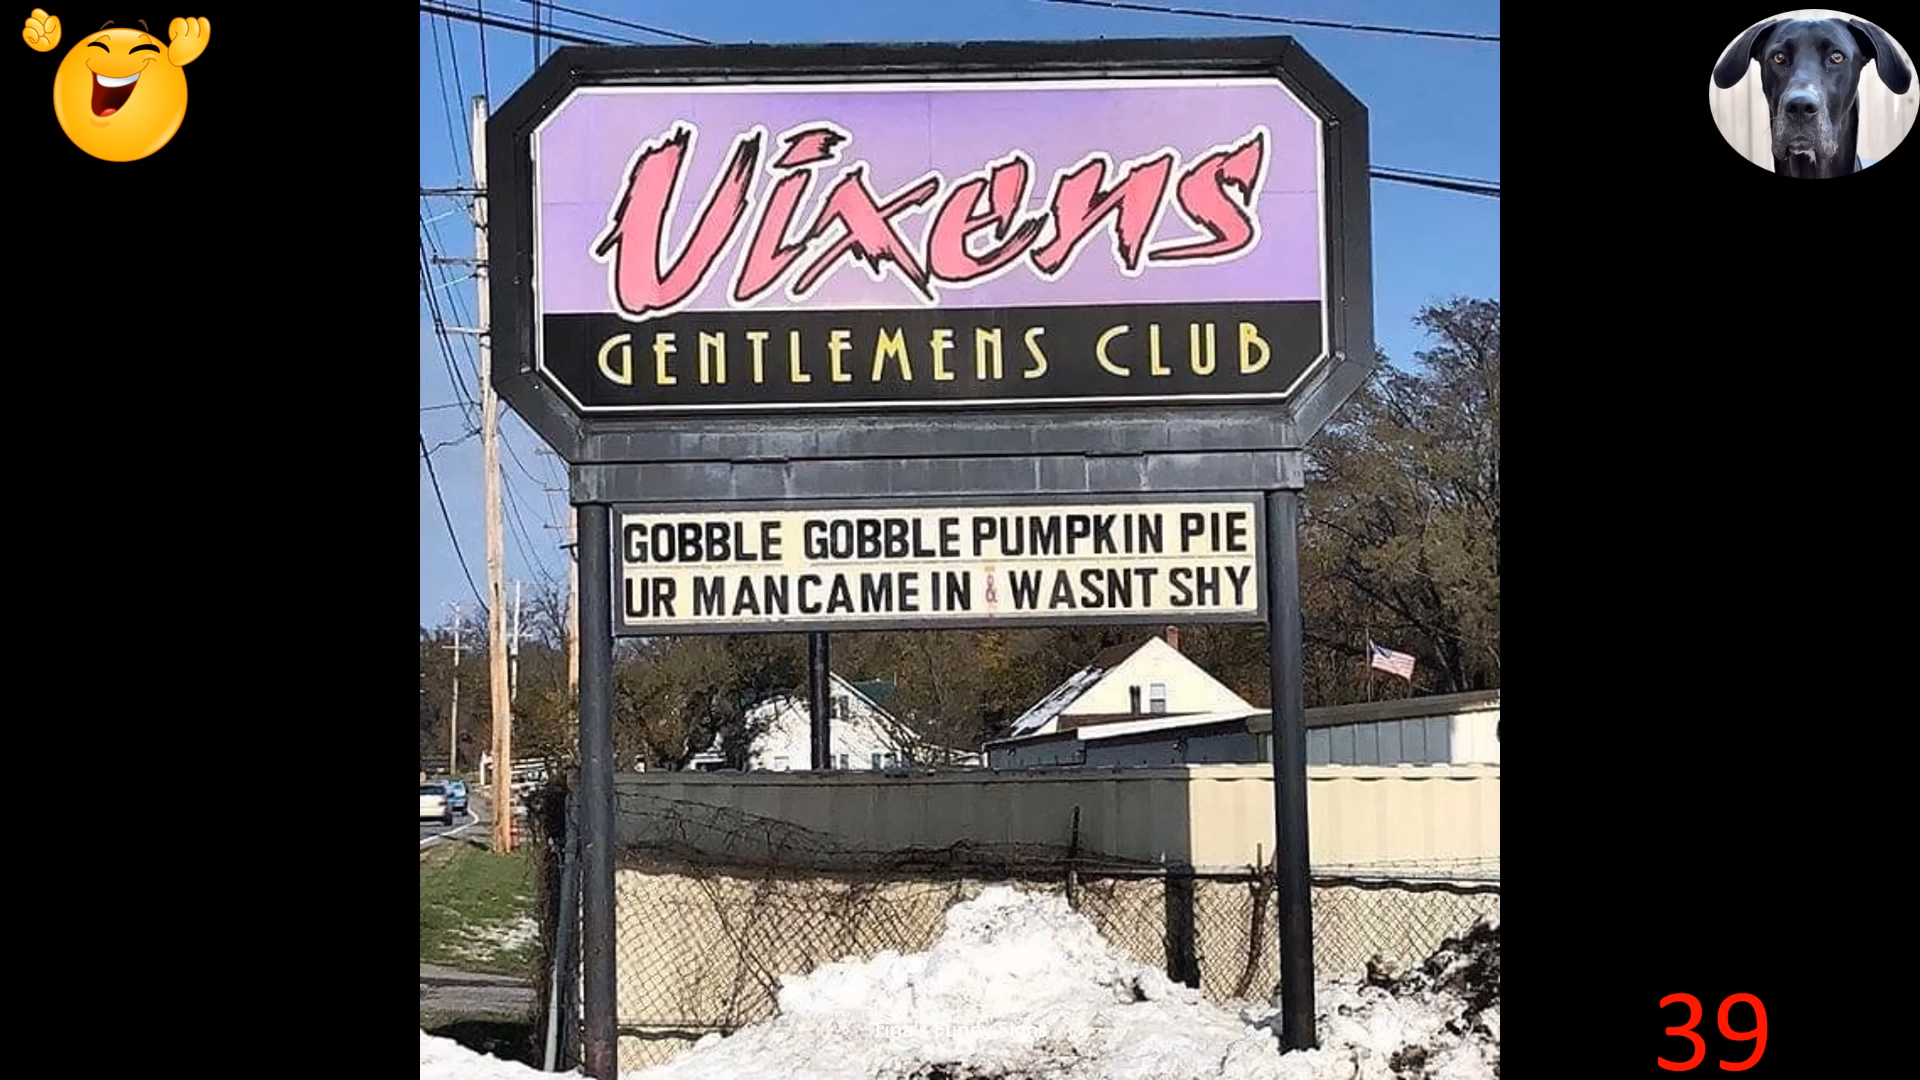 Vixens
GENTLEMENS CLUB
GOBBLE GOBBLE PUMPKIN PIE
UR MAN CAME IN & WASNT SHY
39